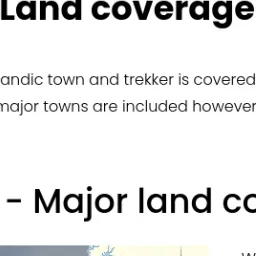 Land coverage
andic town and trekker is covered
major towns are included however
- Major land co